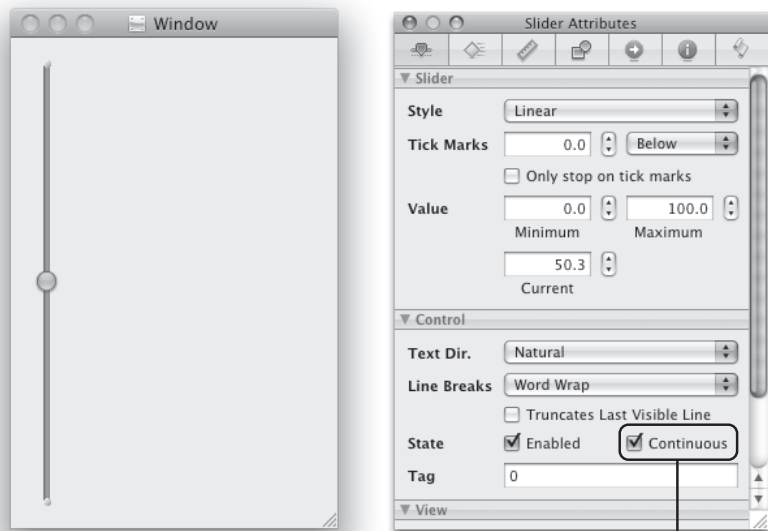 Window
Slider Attributes
Slider
Style Linear
Tick Marks 0.0 Below
Only stop on tick marks
Value 0.0 100.0
Minimum Maximum
50.3
Current
Control
Text Dir. Natural
Line Breaks Word Wrap
Truncates Last Visible Line
State Enabled Continuous
Tag 0
View